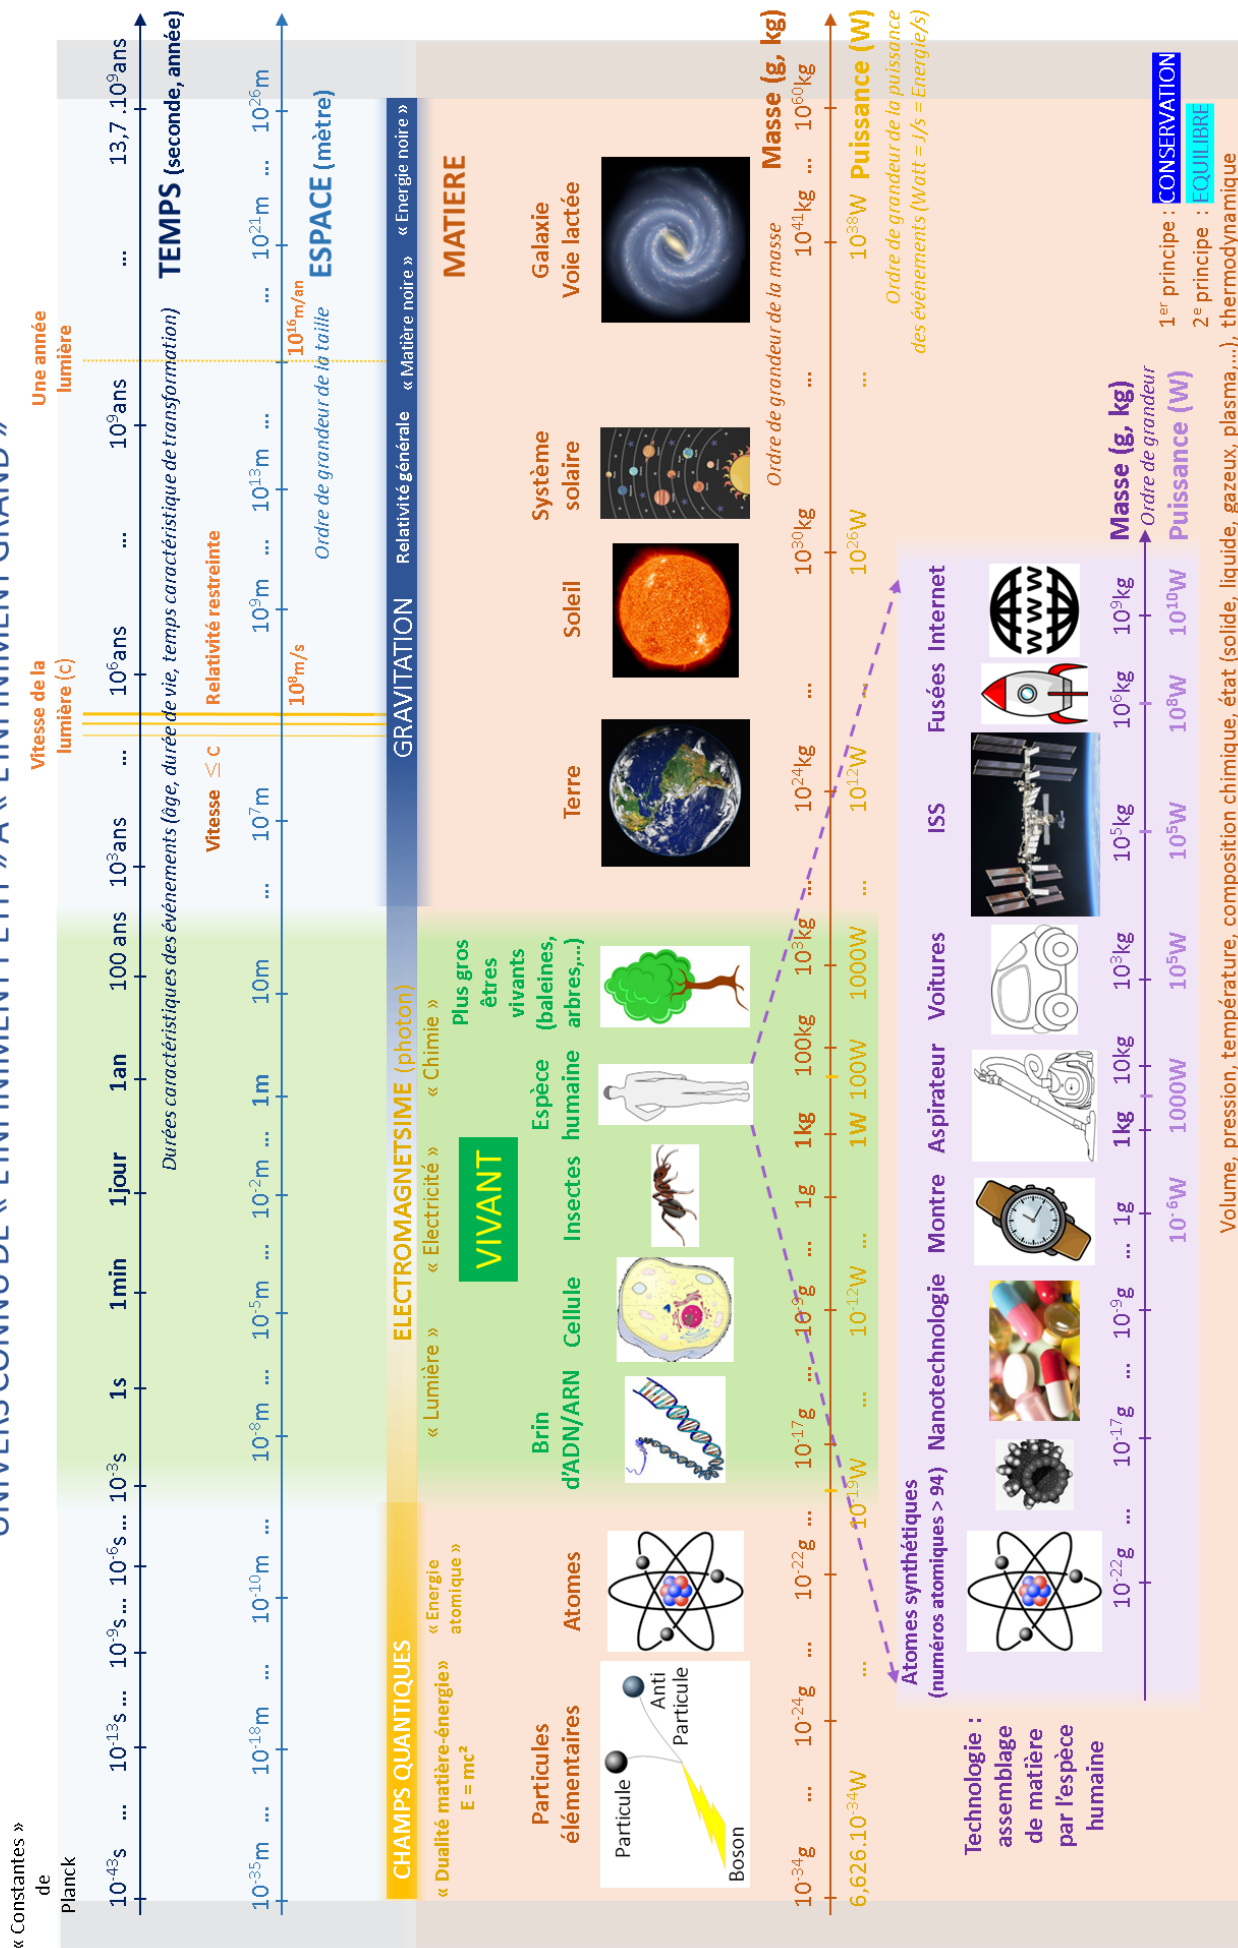 UNIVERS CONNU DE « L'INFINIMENT PETIT » A « L'INFINIMENT GRAND »
« Constantes »
de
Planck
Vitesse de la
lumière (c)
Une année
lumière
10⁻⁴³s ... 10⁻¹³s ... 10⁻⁹s ... 10⁻⁶s ... 10⁻³s 1s 1min 1jour 1an 100 ans 10³ans ... 10⁶ans ... 10⁹ans ... 13,7 .10⁹ans
TEMPS (seconde, année)
Durées caractéristiques des événements (âge, durée de vie, temps caractéristique de transformation)
Vitesse ≤ C Relativité restreinte
10⁻³⁵m ... 10⁻¹⁸m ... 10⁻¹⁰m ... 10⁻⁸m ... 10⁻⁵m ... 10⁻²m ... 1m 10m ... 10⁷m 10⁹m ... 10¹³m ... ... 10²¹m ... 10²⁶m
10⁸m/s
10¹⁶m/an
ESPACE (mètre)
Ordre de grandeur de la taille
CHAMPS QUANTIQUES
ELECTROMAGNETSIME (photon)
GRAVITATION Relativité générale « Matière noire » « Energie noire »
« Dualité matière-énergie»
E = mc²
« Energie
atomique »
« Lumière » « Electricité » « Chimie »
VIVANT
MATIERE
Particules
élémentaires
Atomes
Brin
d'ADN/ARN
Cellule
Insectes
Espèce
humaine
Plus gros
êtres
vivants
(baleines,
arbres,...)
Terre
Soleil
Système
solaire
Galaxie
Voie lactée
Particule
Anti
Particule
Boson
Masse (g, kg)
Ordre de grandeur de la masse
10⁻³⁴g ... 10⁻²⁴g ... 10⁻²²g ... 10⁻¹⁷g ... 10⁻⁹g ... 1g 1kg 100kg 10³kg ... 10²⁴kg ... 10³⁰kg ... 10⁴¹kg ... 10⁶⁰kg
6,626.10⁻³⁴W ... 10⁻¹⁹W ... 10⁻¹²W ... 1W 100W 1000W ... 10¹²W ... 10²⁶W ... 10³⁸W Puissance (W)
Ordre de grandeur de la puissance
des événements (Watt = J/s = Energie/s)
Technologie :
assemblage
de matière
par l'espèce
humaine
Atomes synthétiques
(numéros atomiques > 94)
Nanotechnologie
Montre
Aspirateur
Voitures
ISS
Fusées
Internet
WWW
Masse (g, kg)
Ordre de grandeur
10⁻²²g ... 10⁻¹⁷g ... 10⁻⁹g ... 1g 1kg 10kg 10³kg 10⁵kg 10⁶kg 10⁹kg
10⁻⁶W 1000W 10⁵W 10⁵W 10⁸W 10¹⁰W Puissance (W)
1er principe : CONSERVATION
2e principe : EQUILIBRE
Volume, pression, température, composition chimique, état (solide, liquide, gazeux, plasma,...), thermodynamique